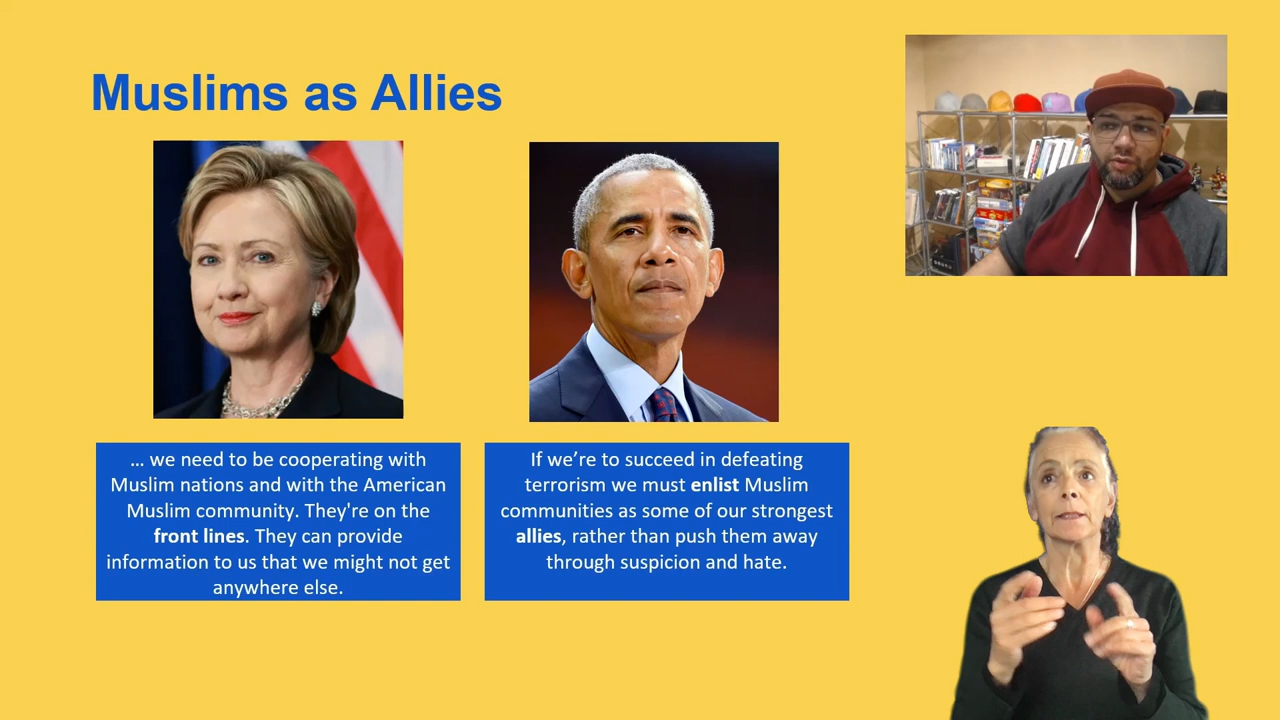 Muslims as Allies
… we need to be cooperating with
Muslim nations and with the American
Muslim community. They're on the
front lines. They can provide
information to us that we might not get
anywhere else.
If we’re to succeed in defeating
terrorism we must enlist Muslim
communities as some of our strongest
allies, rather than push them away
through suspicion and hate.